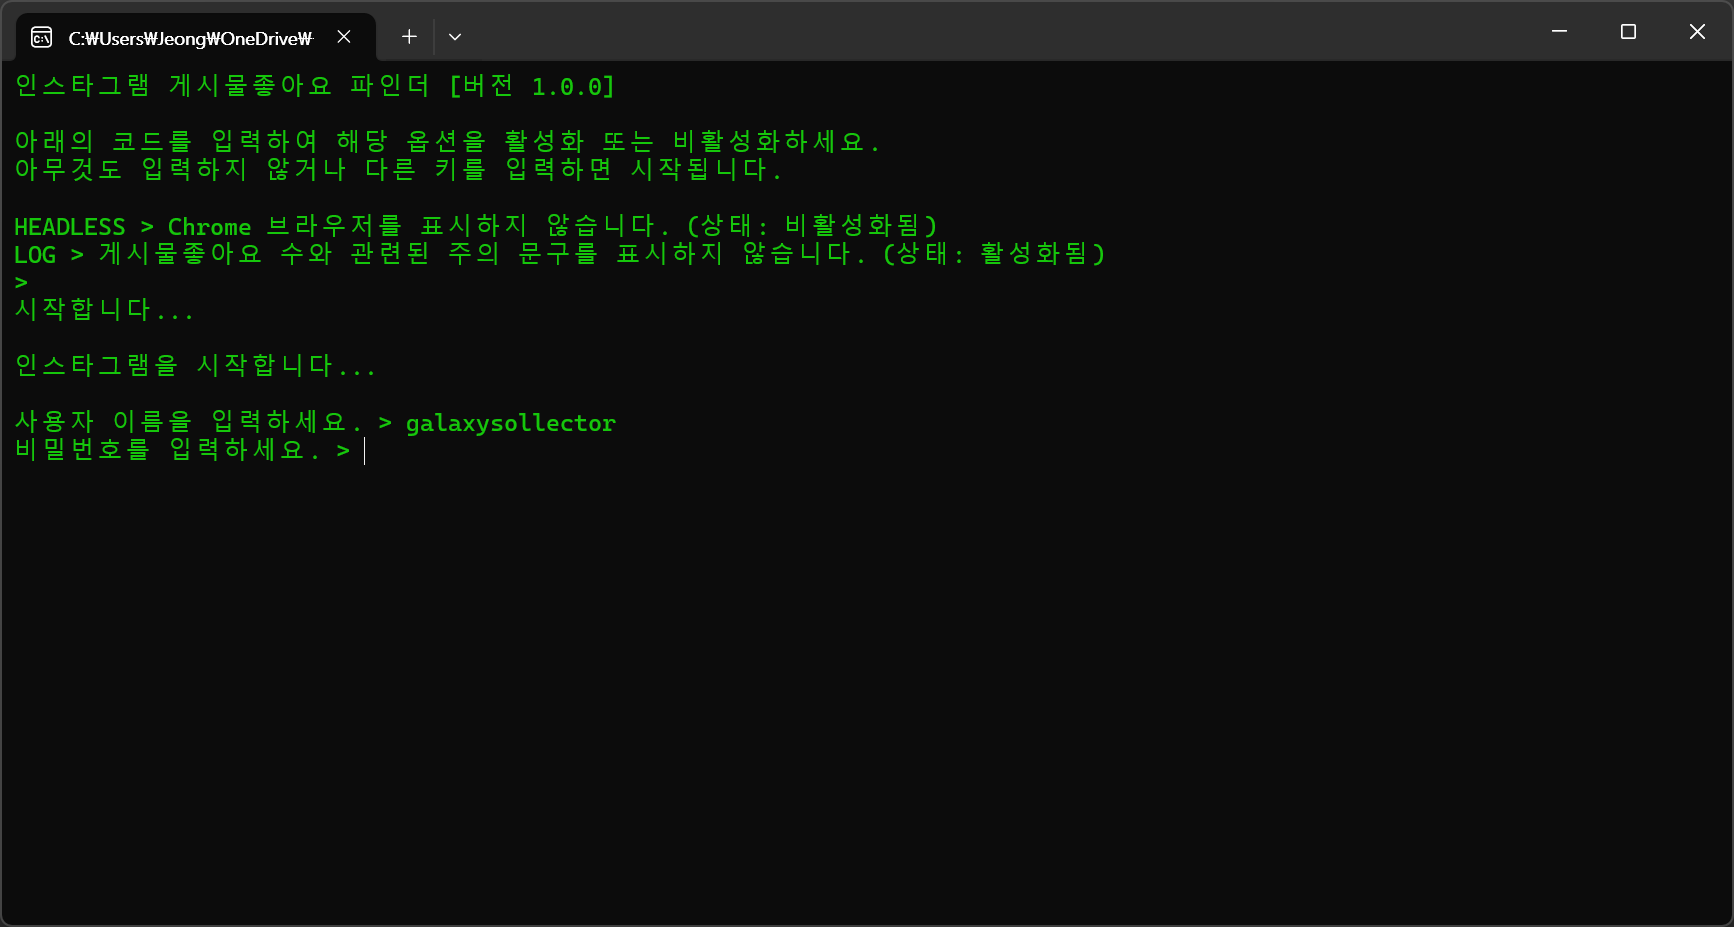 C:₩Users₩Jeong₩OneDrive₩
인스타그램 게시물좋아요 파인더 [버전 1.0.0]
아래의 코드를 입력하여 해당 옵션을 활성화 또는 비활성화하세요.
아무것도 입력하지 않거나 다른 키를 입력하면 시작됩니다.
HEADLESS > Chrome 브라우저를 표시하지 않습니다. (상태: 비활성화됨)
LOG > 게시물좋아요 수와 관련된 주의 문구를 표시하지 않습니다. (상태: 활성화됨)
>
시작합니다...
인스타그램을 시작합니다...
사용자 이름을 입력하세요. > galaxysollector
비밀번호를 입력하세요. >